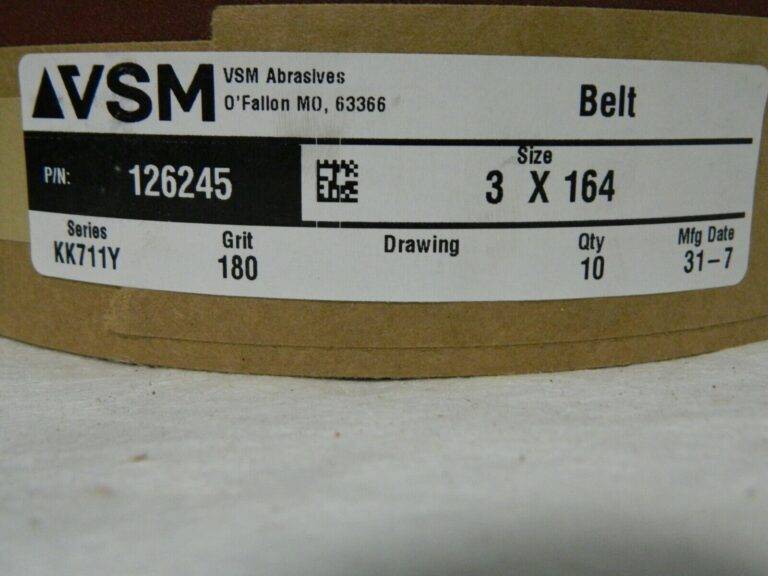 VSM
VSM Abrasives
O'Fallon MO, 63366
Belt
P/N: 126245
Size
3 X 164
Series
KK711Y
Grit
180
Drawing
Qty
10
Mfg Date
31-7